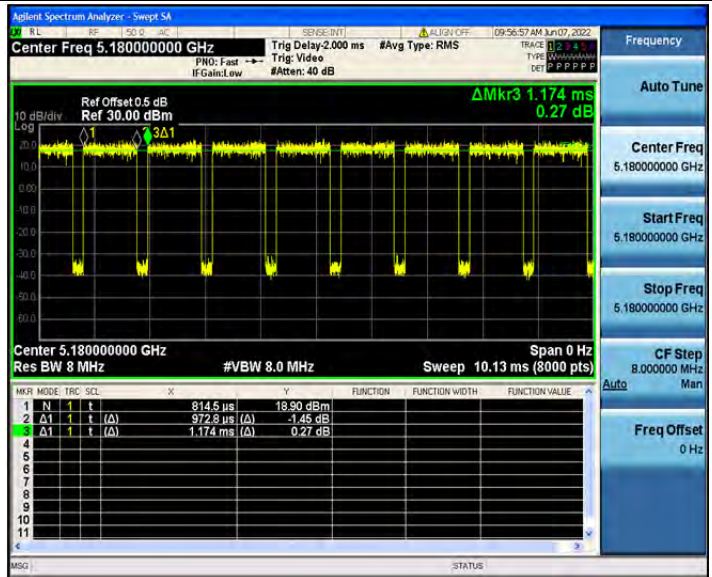 Agilent Spectrum Analyzer - Swept SA
RL RF 50 Ω AC SENSE:INT ALIGN OFF 09:56:57 AM Jun 07, 2022
Center Freq 5.180000000 GHz
PNO: Fast
IFGain:Low
Trig Delay-2.000 ms
Trig: Video
#Atten: 40 dB
#Avg Type: RMS
TRACE 1 2 3 4 5 6
TYPE
DET P P P P P P
Frequency
Auto Tune
Center Freq
5.180000000 GHz
Start Freq
5.180000000 GHz
Stop Freq
5.180000000 GHz
CF Step
8.000000 MHz
Auto Man
Freq Offset
0 Hz
ΔMkr3 1.174 ms
0.27 dB
Ref Offset 0.5 dB
10 dB/div Ref 30.00 dBm
Log
1 2 3Δ1
20.0
10.0
0.00
-10.0
-20.0
-30.0
-50.0
-60.0
Center 5.180000000 GHz Span 0 Hz
Res BW 8 MHz #VBW 8.0 MHz Sweep 10.13 ms (8000 pts)
MKR MODE TRC SCL X Y FUNCTION FUNCTION WIDTH FUNCTION VALUE
1 N 1 t 814.5 µs 18.90 dBm
2 Δ1 1 t (Δ) 972.8 µs (Δ) -1.45 dB
3 Δ1 1 t (Δ) 1.174 ms (Δ) 0.27 dB
4
5
6
7
8
9
10
11
MSG STATUS